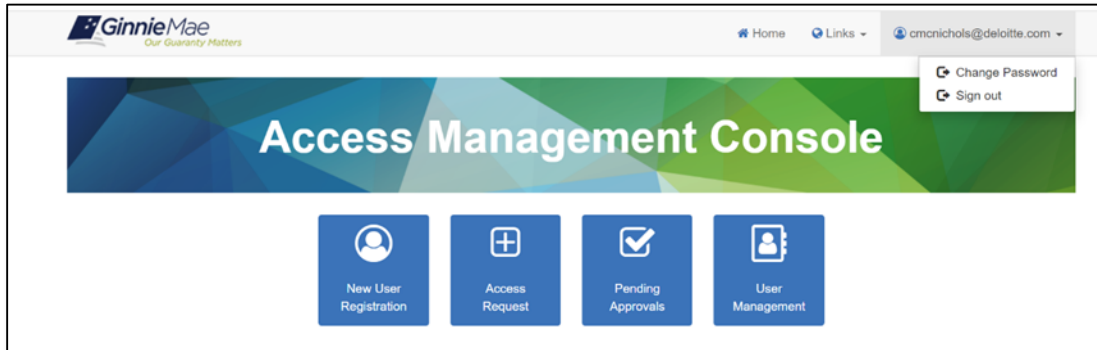 GinnieMae
Our Guaranty Matters
Home Links cmcnichols@deloitte.com
Change Password
Sign out
Access Management Console
New User
Registration
Access
Request
Pending
Approvals
User
Management